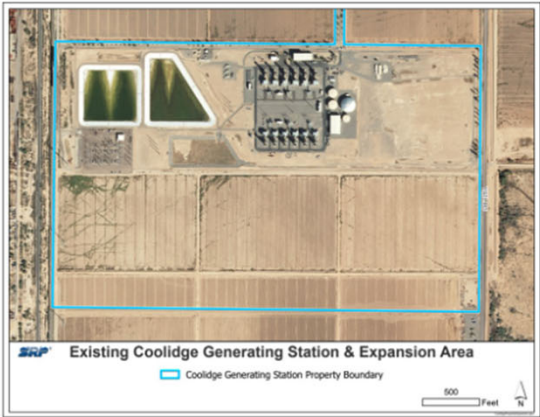 SRP
Existing Coolidge Generating Station & Expansion Area
Coolidge Generating Station Property Boundary
500
Feet
N